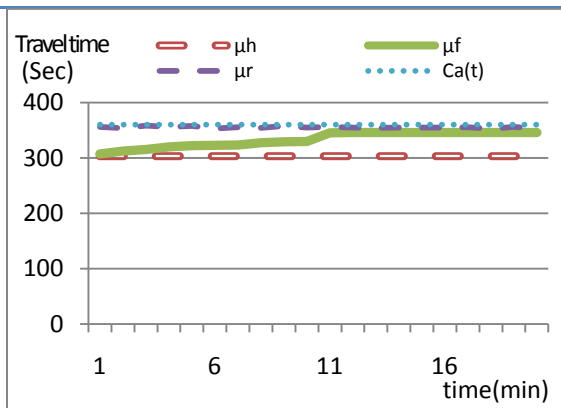 Traveltime
(Sec)
μh
μf
μr
Ca(t)
400
300
200
100
0
1 6 11 16
time(min)